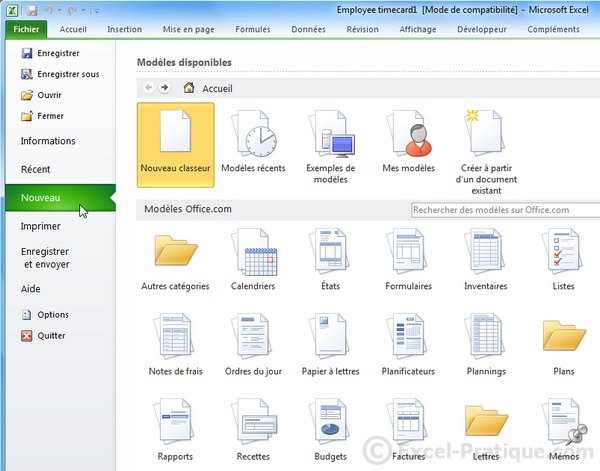 Employee timecard1 [Mode de compatibilité] - Microsoft Excel
Fichier Accueil Insertion Mise en page Formules Données Révision Affichage Développeur Compléments
Enregistrer
Enregistrer sous
Ouvrir
Fermer
Informations
Récent
Nouveau
Imprimer
Enregistrer
et envoyer
Aide
Options
Quitter
Modèles disponibles
Accueil
Nouveau classeur
Modèles récents
Exemples de
modèles
Mes modèles
Créer à partir
d'un document
existant
Modèles Office.com
Rechercher des modèles sur Office.com
Autres catégories Calendriers États Formulaires Inventaires Listes
Notes de frais Ordres du jour Papier à lettres Planificateurs Plannings Plans
Rapports Recettes Budgets Factures Lettres Mémos
© Excel-Pratique.com